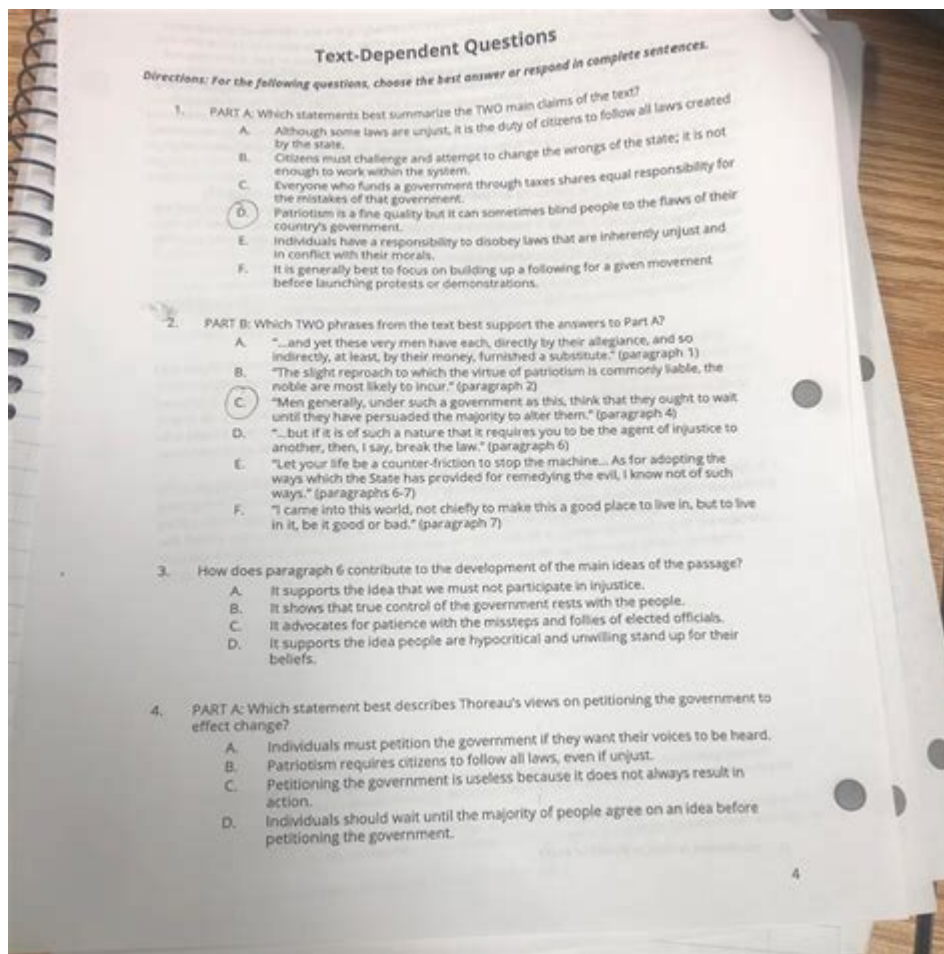 Text-Dependent Questions
Directions: For the following questions, choose the best answer or respond in complete sentences.
1. PART A: Which statements best summarize the TWO main claims of the text?
A. Although some laws are unjust, it is the duty of citizens to follow all laws created
by the state.
B. Citizens must challenge and attempt to change the wrongs of the state; it is not
enough to work within the system.
C. Everyone who funds a government through taxes shares equal responsibility for
the mistakes of that government.
D. Patriotism is a fine quality but it can sometimes blind people to the flaws of their
country's government.
E. Individuals have a responsibility to disobey laws that are inherently unjust and
in conflict with their morals.
F. It is generally best to focus on building up a following for a given movement
before launching protests or demonstrations.
2. PART B: Which TWO phrases from the text best support the answers to Part A?
A. "...and yet these very men have each, directly by their allegiance, and so
indirectly, at least, by their money, furnished a substitute." (paragraph 1)
B. "The slight reproach to which the virtue of patriotism is commonly liable, the
noble are most likely to incur." (paragraph 2)
C. "Men generally, under such a government as this, think that they ought to wait
until they have persuaded the majority to alter them." (paragraph 4)
D. "...but if it is of such a nature that it requires you to be the agent of injustice to
another, then, I say, break the law." (paragraph 6)
E. "Let your life be a counter-friction to stop the machine... As for adopting the
ways which the State has provided for remedying the evil, I know not of such
ways." (paragraphs 6-7)
F. "I came into this world, not chiefly to make this a good place to live in, but to live
in it, be it good or bad." (paragraph 7)
3. How does paragraph 6 contribute to the development of the main ideas of the passage?
A. It supports the idea that we must not participate in injustice.
B. It shows that true control of the government rests with the people.
C. It advocates for patience with the missteps and follies of elected officials.
D. It supports the idea people are hypocritical and unwilling stand up for their
beliefs.
4. PART A: Which statement best describes Thoreau's views on petitioning the government to
effect change?
A. Individuals must petition the government if they want their voices to be heard.
B. Patriotism requires citizens to follow all laws, even if unjust.
C. Petitioning the government is useless because it does not always result in
action.
D. Individuals should wait until the majority of people agree on an idea before
petitioning the government.
4